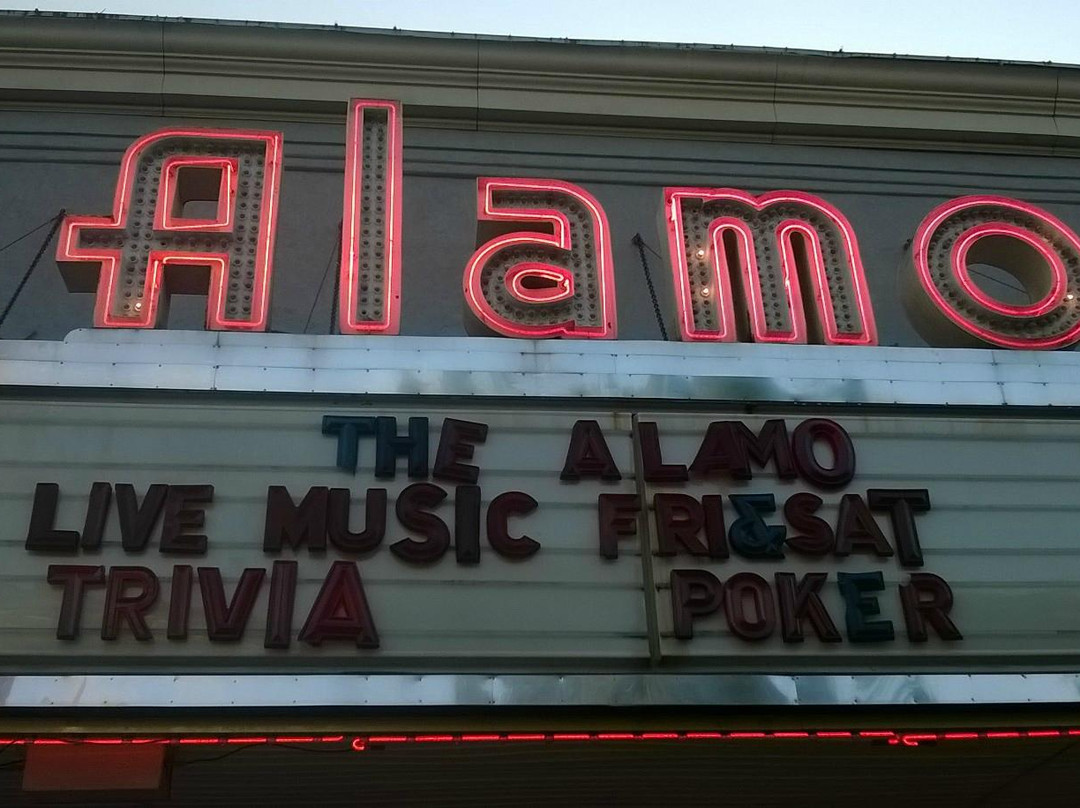 Alamo
THE ALAMO
LIVE MUSIC FRI&SAT
TRIVIA POKER